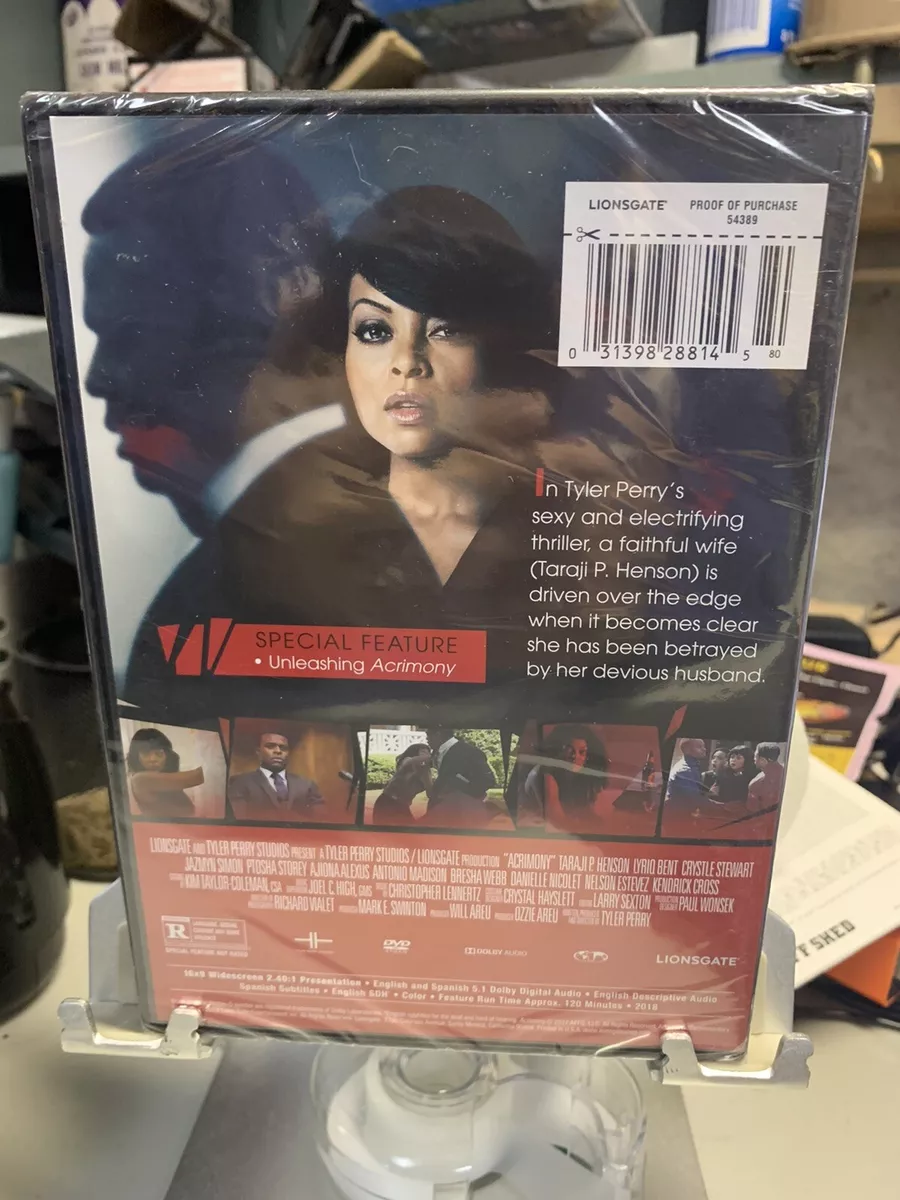 LIONSGATE PROOF OF PURCHASE
54389
0 31398 28814 5 80
In Tyler Perry's
sexy and electrifying
thriller, a faithful wife
(Taraji P. Henson) is
driven over the edge
when it becomes clear
she has been betrayed
by her devious husband.
SPECIAL FEATURE
• Unleashing Acrimony
LIONSGATE AND TYLER PERRY STUDIOS PRESENT A TYLER PERRY STUDIOS / LIONSGATE PRODUCTION "ACRIMONY" TARAJI P. HENSON LYRIQ BENT CRYSTLE STEWART
JAZMYN SIMON PTOSHA STOREY AJIONA ALEXUS ANTONIO MADISON BRESHA WEBB DANIELLE NICOLET NELSON ESTEVEZ KENDRICK CROSS
KIM TAYLOR-COLEMAN, CSA JOEL C. HIGH, GMS CHRISTOPHER LENNERTZ CRYSTAL HAYSLETT LARRY SEXTON PRODUCTION DESIGNER PAUL WONSEK
RICHARD VIALET MARK E. SWINTON WILL AREU OZZIE AREU TYLER PERRY
R
SPECIAL FEATURE NOT RATED
DVD
DOLBY AUDIO
LIONSGATE
16x9 Widescreen 2.40:1 Presentation • English and Spanish 5.1 Dolby Digital Audio • English Descriptive Audio
Spanish Subtitles • English SDH • Color • Feature Run Time Approx. 120 Minutes • 2018
F SHED